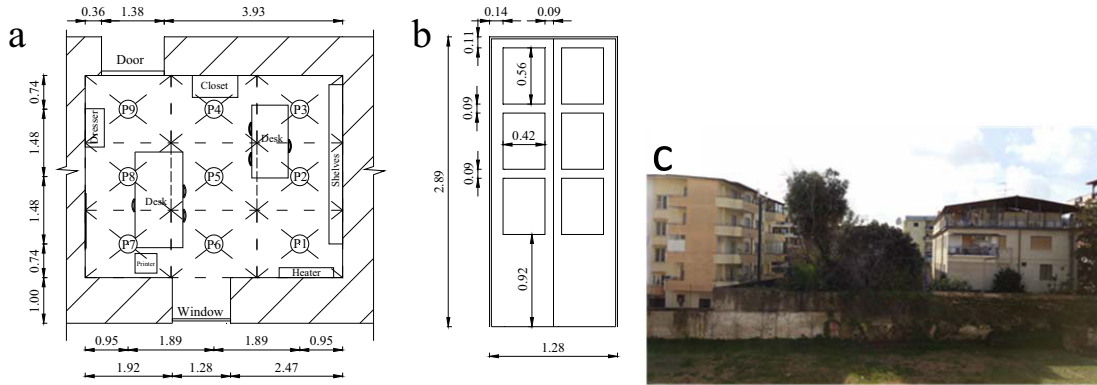 a
0.36 1.38 3.93
Door
Closet
Dresser
P9 P4 P3
Desk
Shelves
P8 P5 P2
Desk
P7 P6 P1
Printer
Heater
Window
0.74
1.48
1.48
0.74
1.00
0.95 1.89 1.89 0.95
1.92 1.28 2.47
b
0.14 0.09
0.11
0.56
0.09
0.42
0.09
2.89
0.92
1.28
c